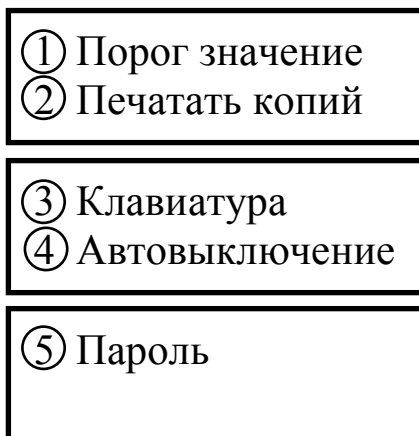 ① Порог значение
② Печатать копий
③ Клавиатура
④ Автовыключение
⑤ Пароль